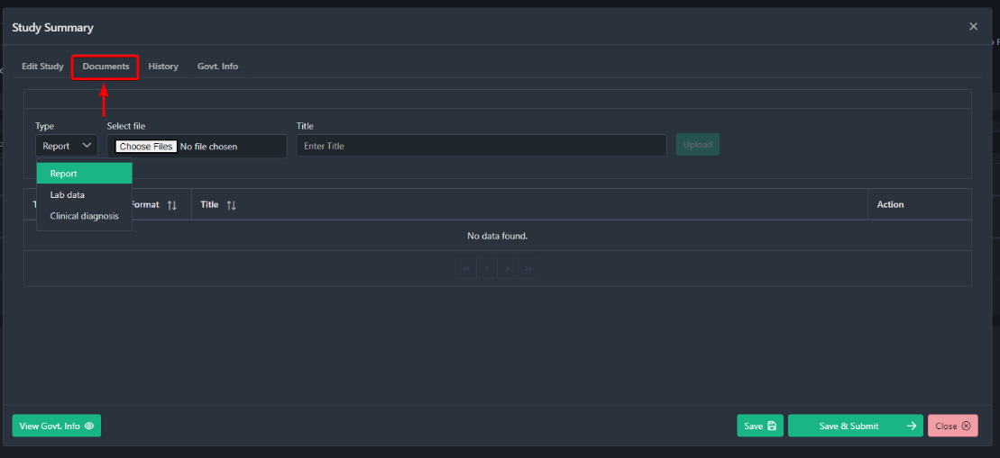 Study Summary
Edit Study Documents History Govt. Info
Type Select file Title
Report Choose Files No file chosen Enter Title Upload
Report
Lab data
Clinical diagnosis
Format Title Action
No data found.
View Govt. Info Save Save & Submit Close